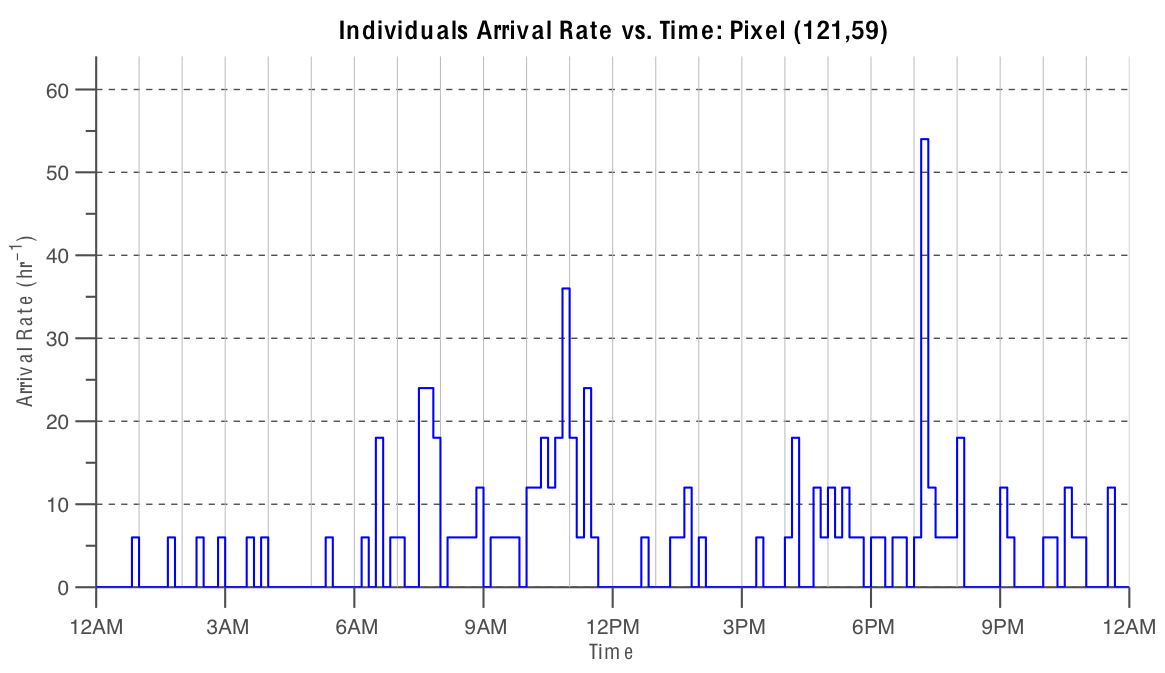 Individuals Arrival Rate vs. Time: Pixel (121,59)
60
50
40
30
20
10
0
Arrival Rate (hr⁻¹)
12AM 3AM 6AM 9AM 12PM 3PM 6PM 9PM 12AM
Time